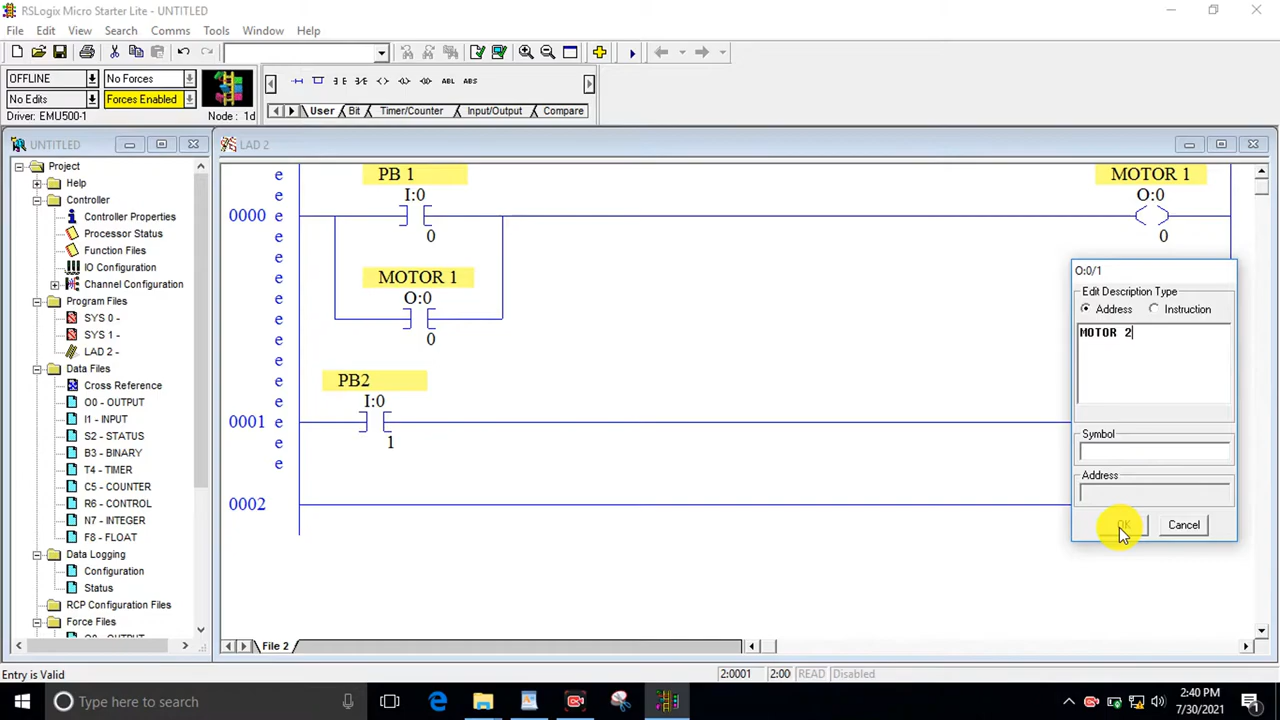 RSLogix Micro Starter Lite - UNTITLED
File Edit View Search Comms Tools Window Help
OFFLINE No Forces
No Edits Forces Enabled
Driver: EMU500-1 Node : 1d
ABL ABS
User Bit Timer/Counter Input/Output Compare
UNTITLED
Project
Help
Controller
Controller Properties
Processor Status
Function Files
IO Configuration
Channel Configuration
Program Files
SYS 0 -
SYS 1 -
LAD 2 -
Data Files
Cross Reference
O0 - OUTPUT
I1 - INPUT
S2 - STATUS
B3 - BINARY
T4 - TIMER
C5 - COUNTER
R6 - CONTROL
N7 - INTEGER
F8 - FLOAT
Data Logging
Configuration
Status
RCP Configuration Files
Force Files
O0 - OUTPUT
LAD 2
e PB 1 MOTOR 1
e I:0 O:0
0000 e
e 0 0
e MOTOR 1
e O:0
e
e 0
e
e PB2
e I:0
0001 e
e 1
e
0002
O:0/1
Edit Description Type
Address Instruction
MOTOR 2
Symbol
Address
OK Cancel
File 2
Entry is Valid 2:0001 2:00 READ Disabled
Type here to search
2:40 PM
7/30/2021
1